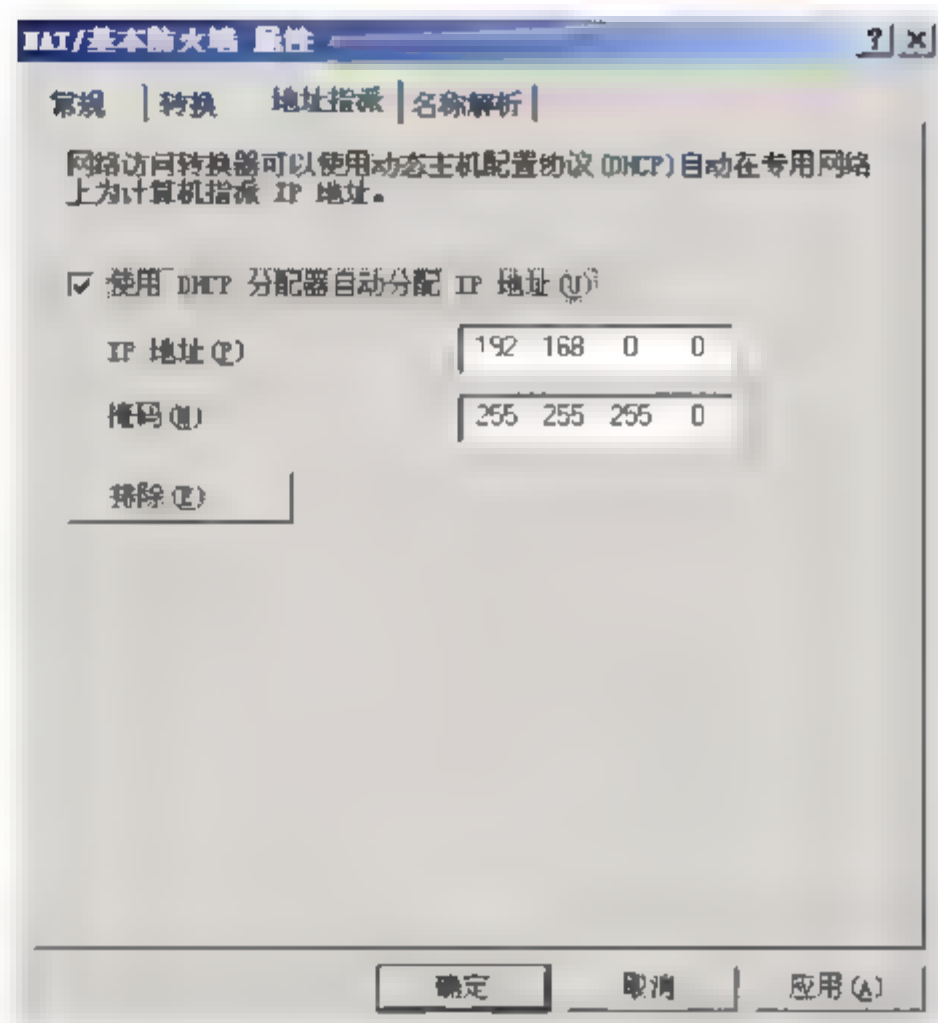 NAT/基本防火墙 属性
常规 转换 地址指派 名称解析
网络访问转换器可以使用动态主机配置协议(DHCP)自动在专用网络
上为计算机指派 IP 地址。
使用 DHCP 分配器自动分配 IP 地址(U)
IP 地址(P) 192 168 0 0
掩码(M) 255 255 255 0
排除(E)
确定 取消 应用(A)